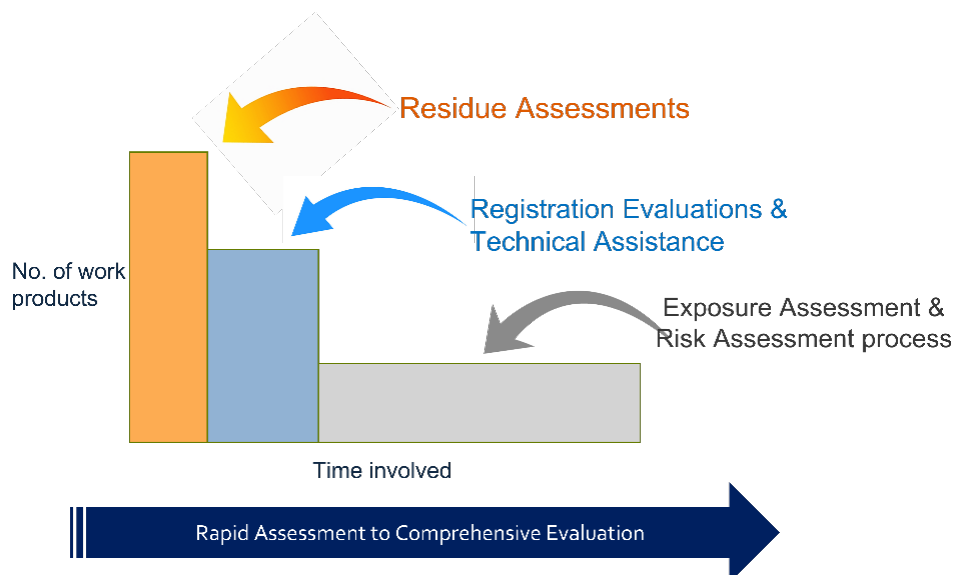 Residue Assessments
Registration Evaluations &
Technical Assistance
No. of work
products
Exposure Assessment &
Risk Assessment process
Time involved
Rapid Assessment to Comprehensive Evaluation